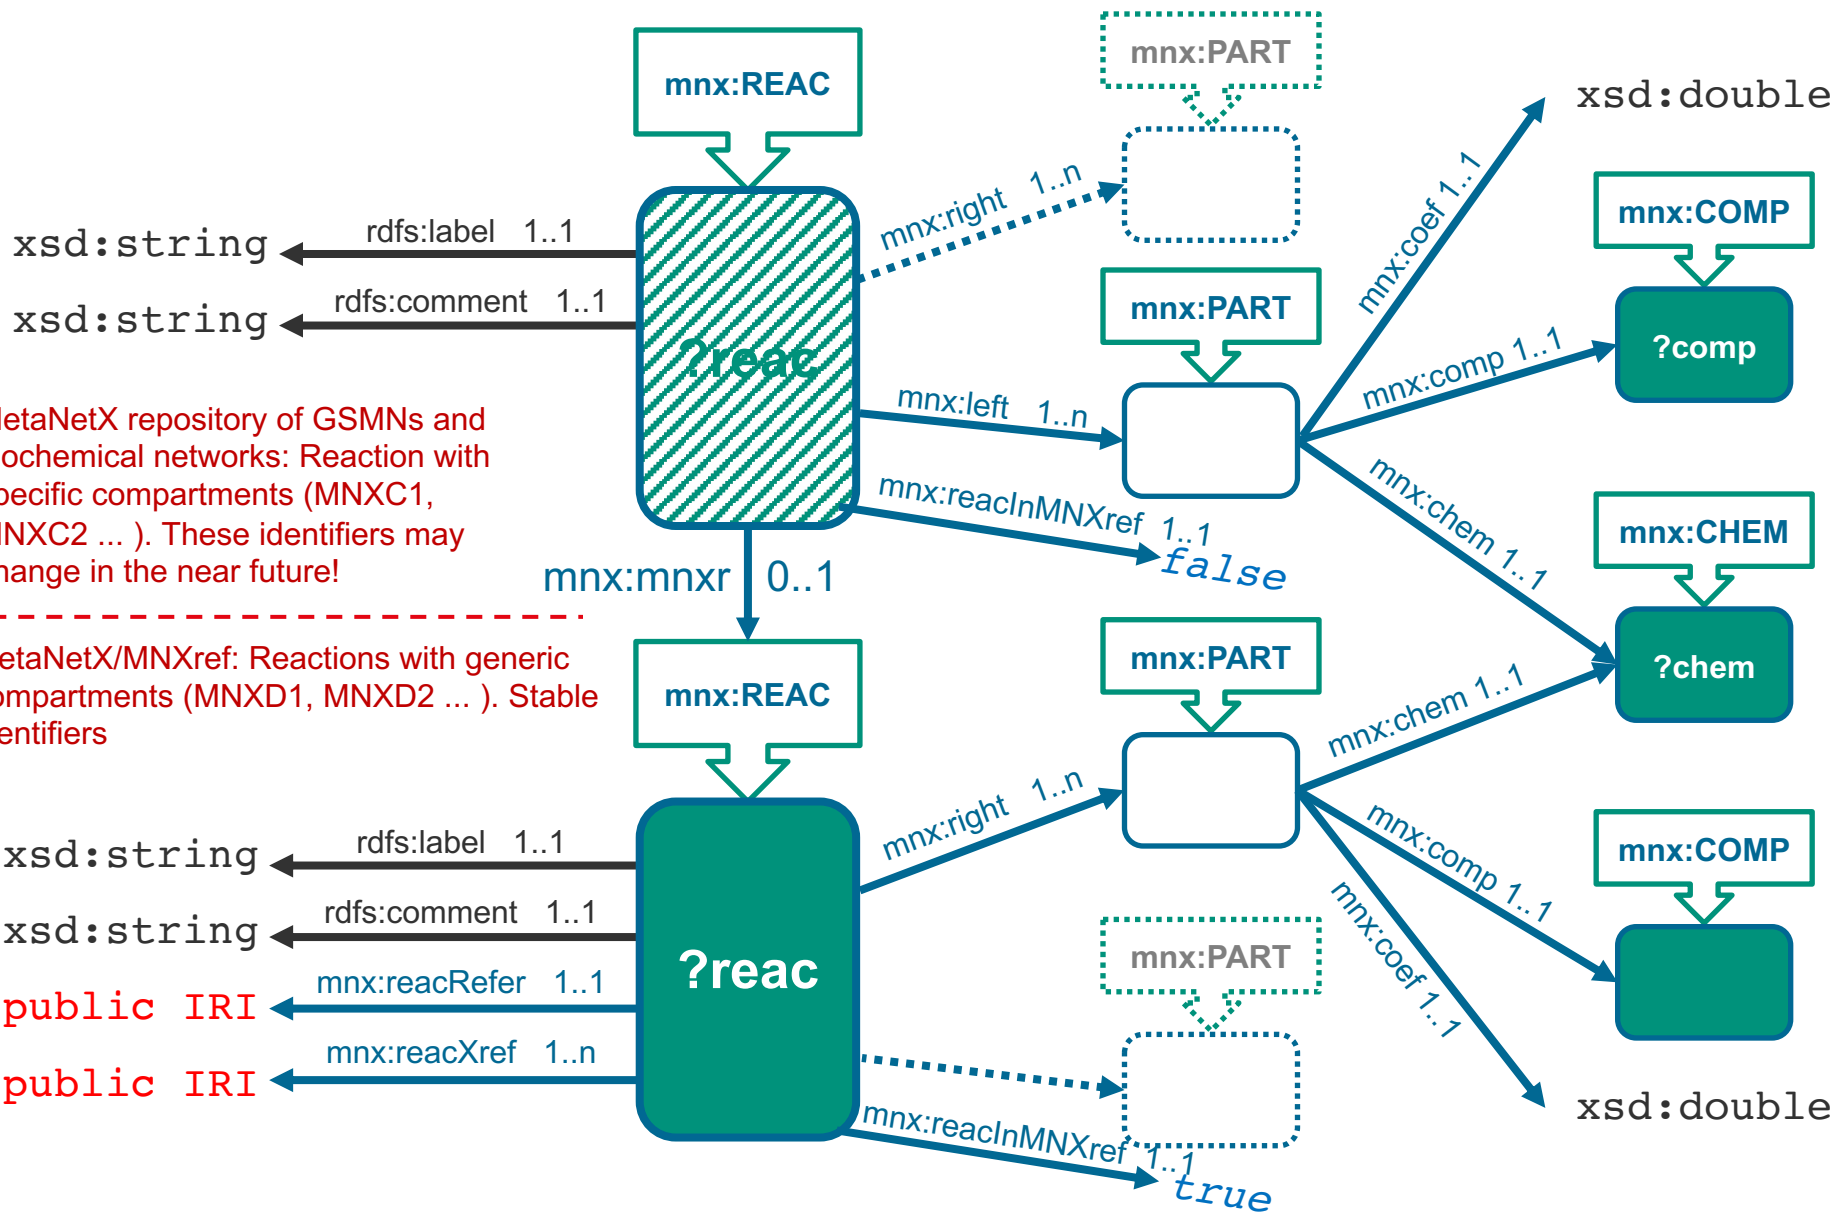 mnx:REAC
mnx:PART
xsd:double
mnx:right 1..n
mnx:coef 1..1
mnx:COMP
xsd:string
rdfs:label 1..1
xsd:string
rdfs:comment 1..1
mnx:PART
?reac
mnx:comp 1..1
?comp
mnx:left 1..n
etaNetX repository of GSMNs and
ochemical networks: Reaction with
pecific compartments (MNXC1,
NXC2 ... ). These identifiers may
hange in the near future!
mnx:chem 1..1
mnx:reacInMNXref 1..1
false
mnx:CHEM
mnx:mnxr 0..1
etaNetX/MNXref: Reactions with generic
ompartments (MNXD1, MNXD2 ... ). Stable
entifiers
mnx:REAC
mnx:PART
?chem
mnx:chem 1..1
mnx:right 1..n
xsd:string
rdfs:label 1..1
mnx:comp 1..1
mnx:COMP
xsd:string
rdfs:comment 1..1
?reac
mnx:PART
mnx:coef 1..1
public IRI
mnx:reacRefer 1..1
public IRI
mnx:reacXref 1..n
xsd:double
mnx:reacInMNXref 1..1
true